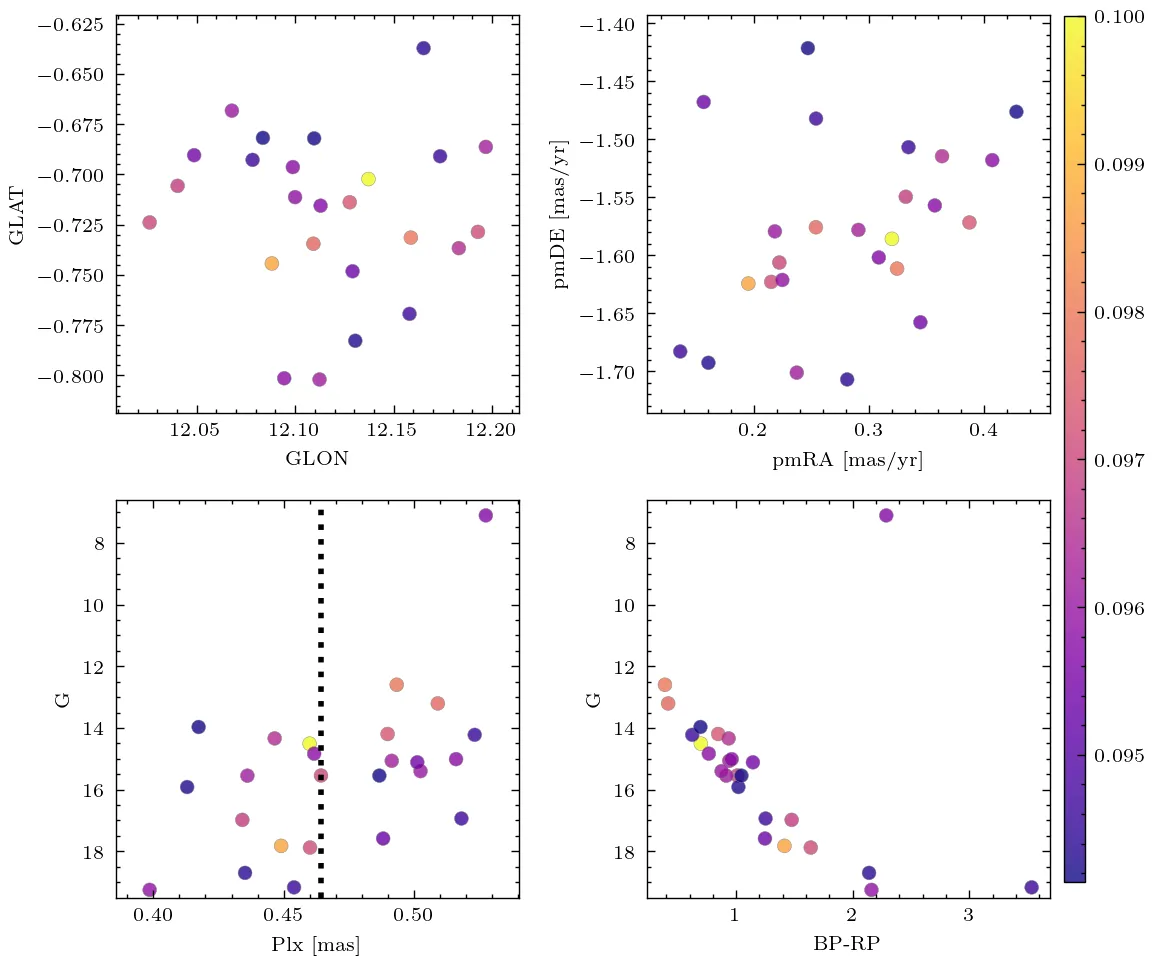 −0.625
−0.650
−0.675
−0.700
−0.725
−0.750
−0.775
−0.800
GLAT
12.05 12.10 12.15 12.20
GLON
−1.40
−1.45
−1.50
−1.55
−1.60
−1.65
−1.70
pmDE [mas/yr]
0.2 0.3 0.4
pmRA [mas/yr]
0.100
0.099
0.098
0.097
0.096
0.095
8
10
12
14
16
18
G
0.40 0.45 0.50
Plx [mas]
8
10
12
14
16
18
G
1 2 3
BP-RP